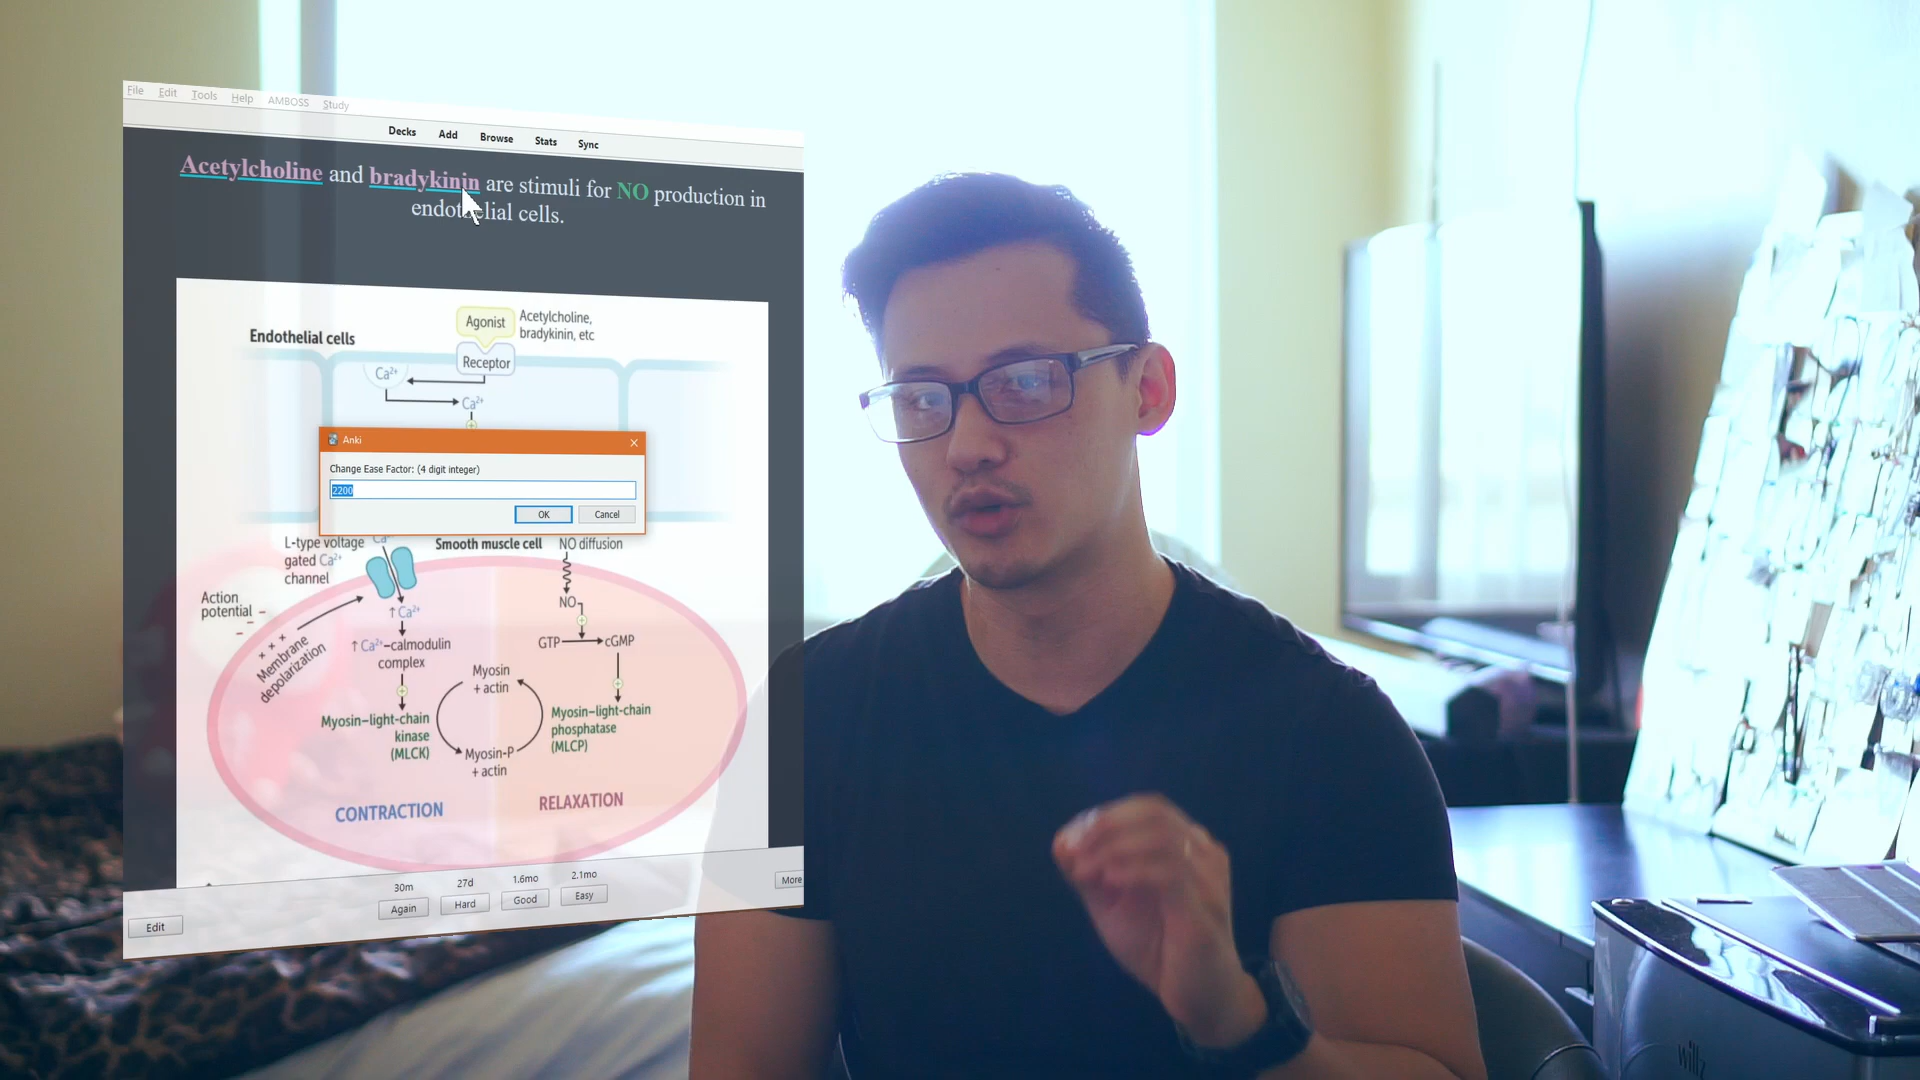 File Edit Tools Help AMBOSS Study
Decks Add Browse Stats Sync
Acetylcholine and bradykinin are stimuli for NO production in
endothelial cells.
Endothelial cells
Agonist
Acetylcholine,
bradykinin, etc
Receptor
Ca²⁺
Ca²⁺
Anki
Change Ease Factor: (4 digit integer)
2200
OK Cancel
L-type voltage
gated Ca²⁺
channel
Ca²⁺
Smooth muscle cell
NO diffusion
Action
potential
Membrane
depolarization
↑ Ca²⁺
↑ Ca²⁺–calmodulin
complex
NO
GTP cGMP
Myosin
+ actin
Myosin–light-chain
kinase
(MLCK)
Myosin–light-chain
phosphatase
(MLCP)
Myosin-P
+ actin
CONTRACTION
RELAXATION
30m 27d 1.6mo 2.1mo
Again Hard Good Easy
More
Edit